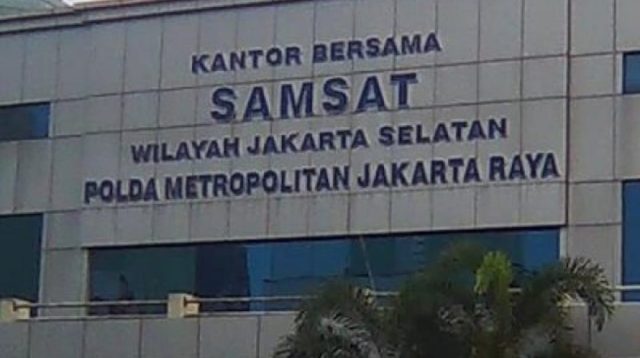 KANTOR BERSAMA
SAMSAT
WILAYAH JAKARTA SELATAN
POLDA METROPOLITAN JAKARTA RAYA